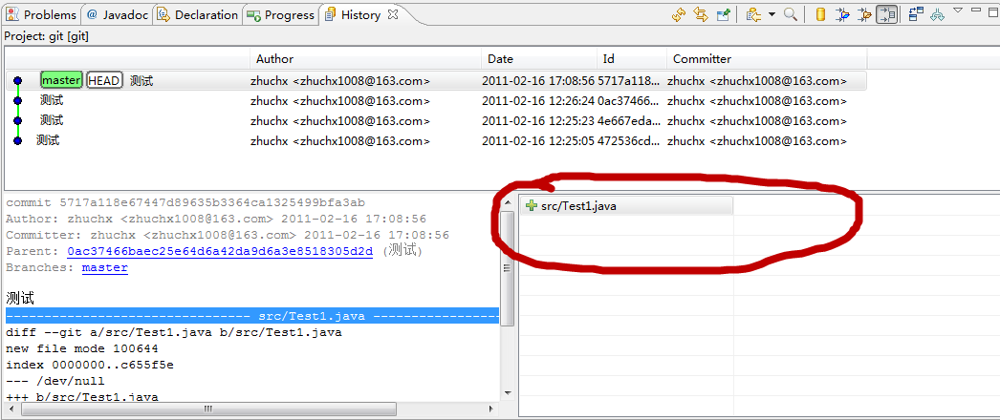 Problems @ Javadoc Declaration Progress History
Project: git [git]
Author Date Id Committer
master HEAD 测试 zhuchx <zhuchx1008@163.com> 2011-02-16 17:08:56 5717a118... zhuchx <zhuchx1008@163.com>
测试 zhuchx <zhuchx1008@163.com> 2011-02-16 12:26:24 0ac37466... zhuchx <zhuchx1008@163.com>
测试 zhuchx <zhuchx1008@163.com> 2011-02-16 12:25:23 4e667eda... zhuchx <zhuchx1008@163.com>
测试 zhuchx <zhuchx1008@163.com> 2011-02-16 12:25:05 472536cd... zhuchx <zhuchx1008@163.com>
commit 5717a118e67447d89635b3364ca1325499bfa3ab
Author: zhuchx <zhuchx1008@163.com> 2011-02-16 17:08:56
Committer: zhuchx <zhuchx1008@163.com> 2011-02-16 17:08:56
Parent: 0ac37466baec25e64d6a42da9d6a3e8518305d2d (测试)
Branches: master
测试
-------------------------------- src/Test1.java -----------------
diff --git a/src/Test1.java b/src/Test1.java
new file mode 100644
index 0000000..c655f5e
--- /dev/null
+++ b/src/Test1.java
src/Test1.java